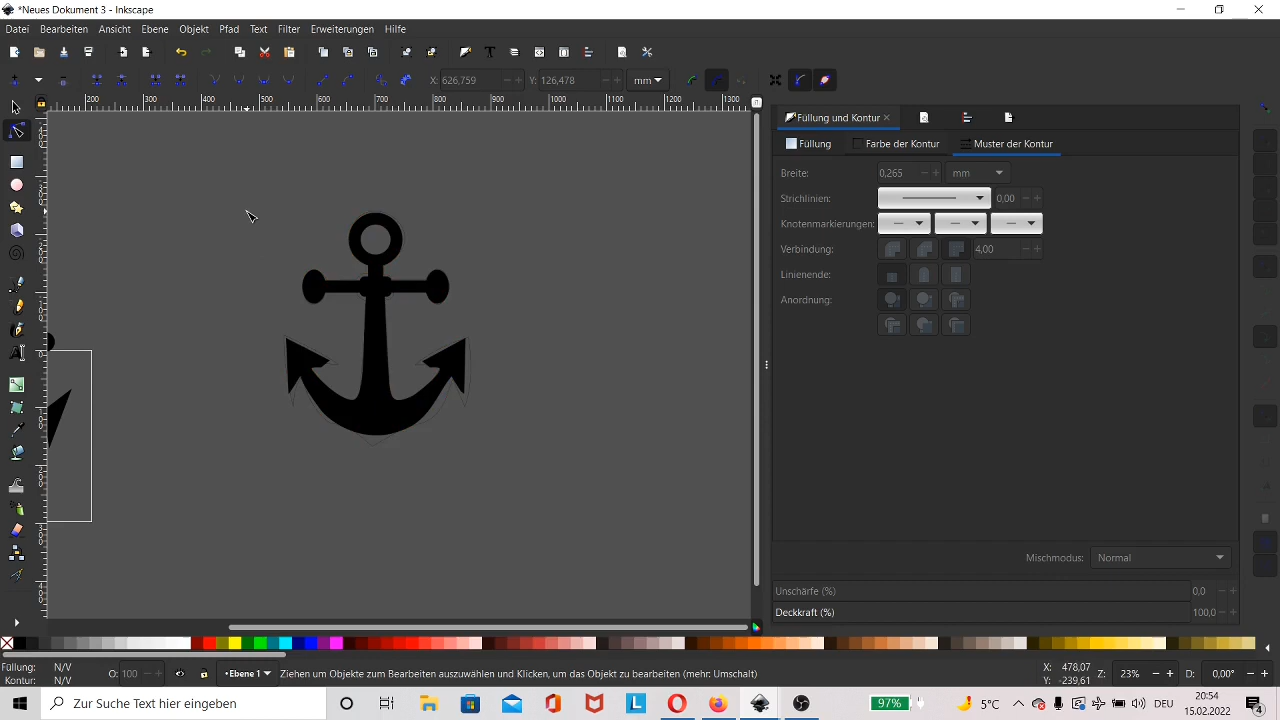 *Neues Dokument 3 - Inkscape
Datei Bearbeiten Ansicht Ebene Objekt Pfad Text Filter Erweiterungen Hilfe
X: 626,759 Y: 126,478 mm
200 300 400 500 600 700 800 900 1000 1100 1200 1300
Füllung und Kontur
Füllung Farbe der Kontur Muster der Kontur
Breite: 0,265 mm
Strichlinien: 0,00
Knotenmarkierungen:
Verbindung: 4,00
Linienende:
Anordnung:
Mischmodus: Normal
Unschärfe (%) 0,0
Deckkraft (%) 100,0
Füllung: N/V
Kontur: N/V
O: 100
Ebene 1
Ziehen um Objekte zum Bearbeiten auszuwählen und Klicken, um das Objekt zu bearbeiten (mehr: Umschalt)
X: 478,07
Y: -239,61
Z: 23%
D: 0,00°
Zur Suche Text hier eingeben
97%
5°C
DEU
20:54
15.02.2022
4